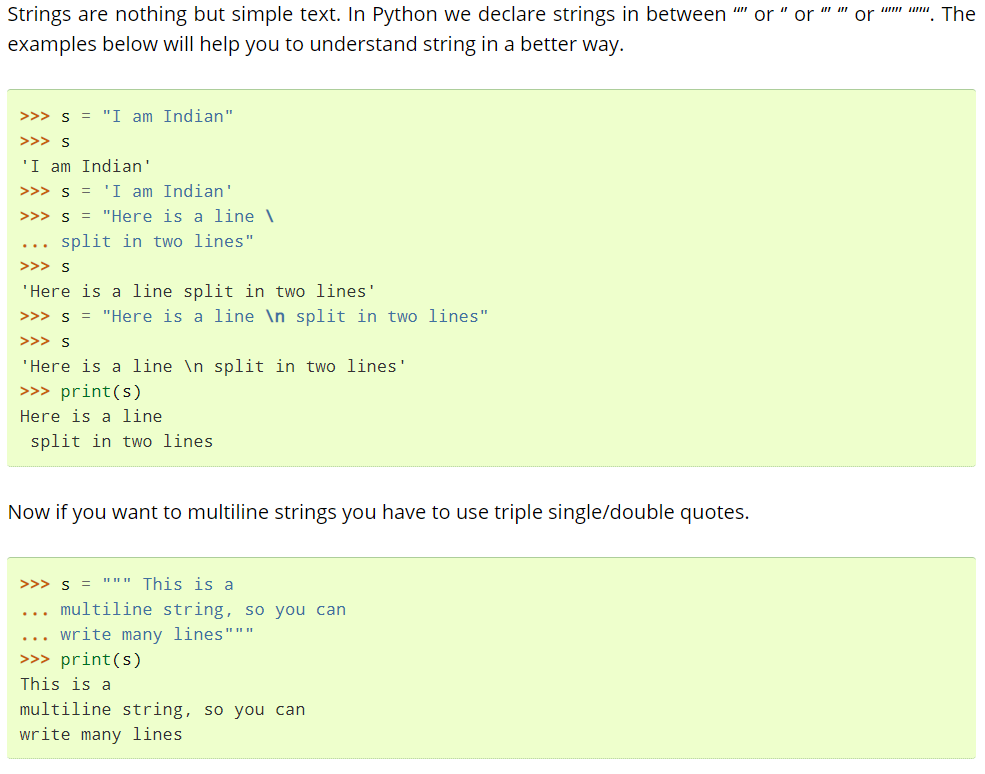 Strings are nothing but simple text. In Python we declare strings in between “” or ‘’ or ‘’’ ‘’’ or “”” “””. The
examples below will help you to understand string in a better way.
>>> s = "I am Indian"
>>> s
'I am Indian'
>>> s = 'I am Indian'
>>> s = "Here is a line \
... split in two lines"
>>> s
'Here is a line split in two lines'
>>> s = "Here is a line \n split in two lines"
>>> s
'Here is a line \n split in two lines'
>>> print(s)
Here is a line
 split in two lines
Now if you want to multiline strings you have to use triple single/double quotes.
>>> s = """ This is a
... multiline string, so you can
... write many lines"""
>>> print(s)
This is a
multiline string, so you can
write many lines